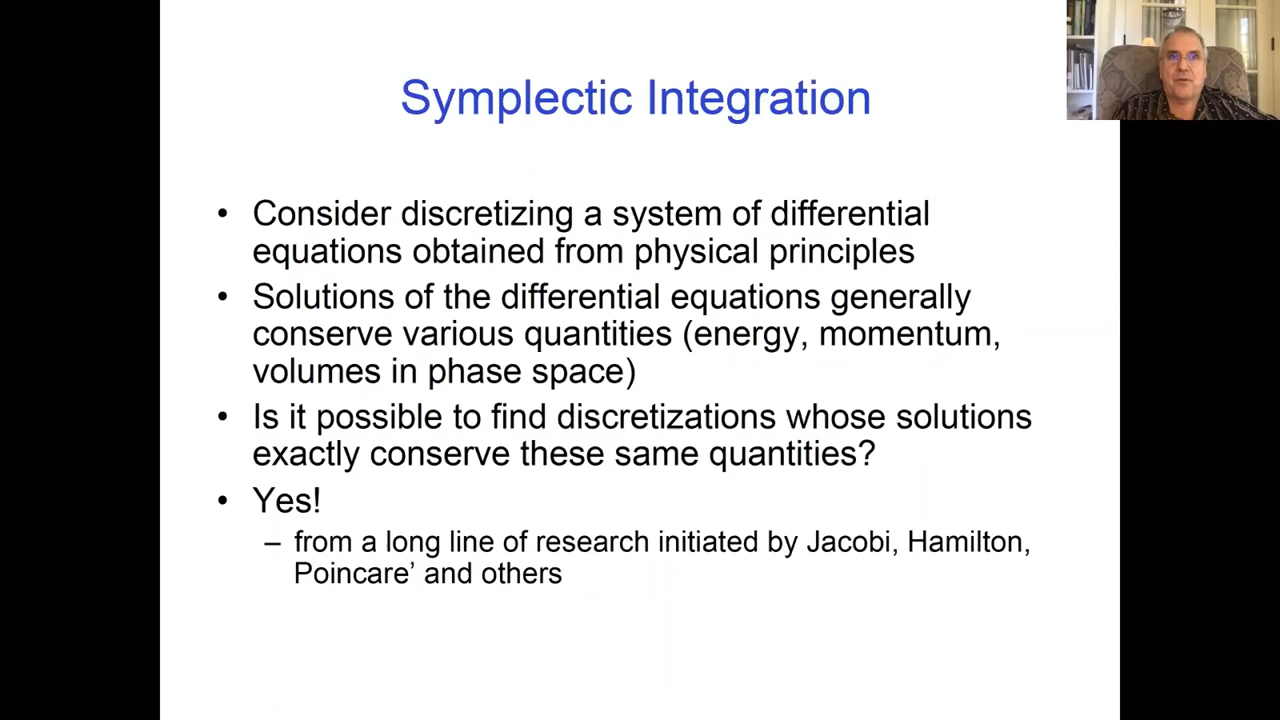 Symplectic Integration
• Consider discretizing a system of differential
equations obtained from physical principles
• Solutions of the differential equations generally
conserve various quantities (energy, momentum,
volumes in phase space)
• Is it possible to find discretizations whose solutions
exactly conserve these same quantities?
• Yes!
– from a long line of research initiated by Jacobi, Hamilton,
Poincare’ and others